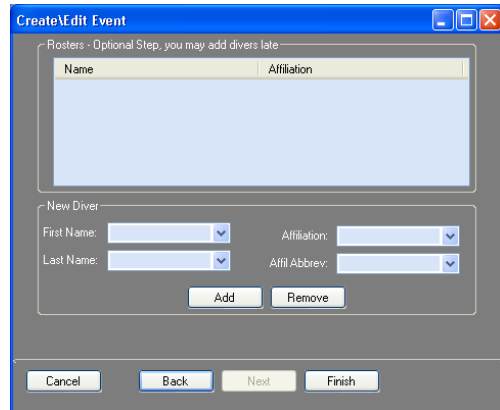 Create\Edit Event
Rosters - Optional Step, you may add divers late
Name Affiliation
New Diver
First Name: Affiliation:
Last Name: Affil Abbrev:
Add Remove
Cancel Back Next Finish